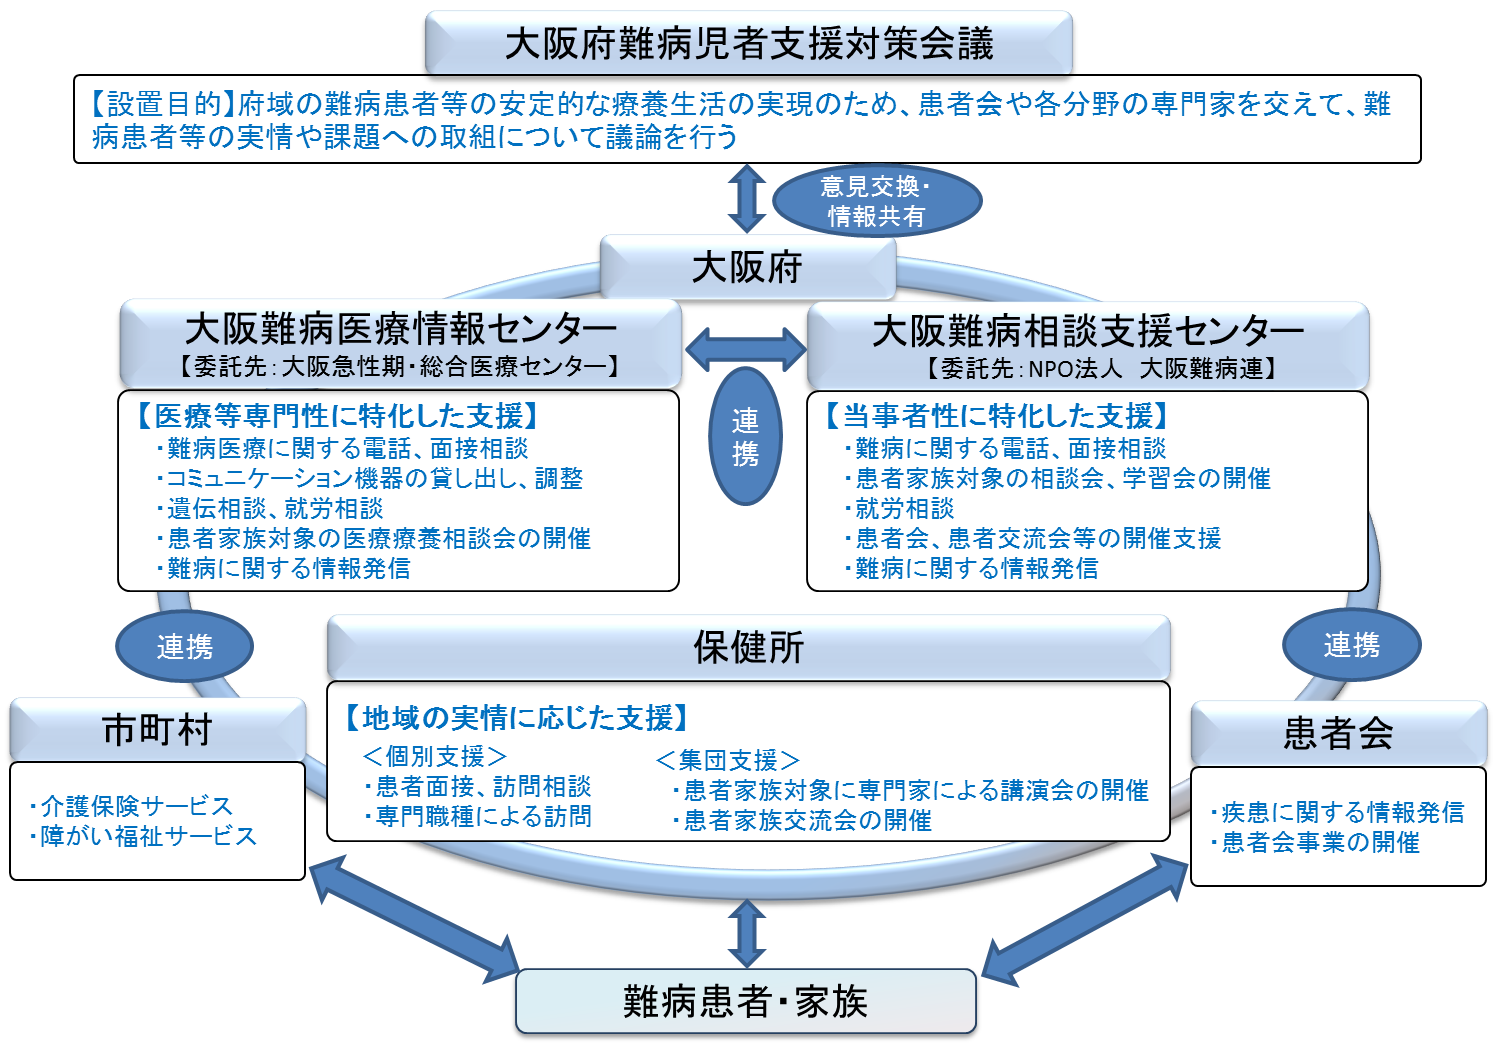 大阪府難病児者支援対策会議
【設置目的】府域の難病患者等の安定的な療養生活の実現のため、患者会や各分野の専門家を交えて、難
病患者等の実情や課題への取組について議論を行う
意見交換・
情報共有
大阪府
大阪難病医療情報センター
【委託先：大阪急性期・総合医療センター】
【医療等専門性に特化した支援】
・難病医療に関する電話、面接相談
・コミュニケーション機器の貸し出し、調整
・遺伝相談、就労相談
・患者家族対象の医療療養相談会の開催
・難病に関する情報発信
連
携
大阪難病相談支援センター
【委託先：NPO法人　大阪難病連】
【当事者性に特化した支援】
・難病に関する電話、面接相談
・患者家族対象の相談会、学習会の開催
・就労相談
・患者会、患者交流会等の開催支援
・難病に関する情報発信
連携
連携
保健所
【地域の実情に応じた支援】
＜個別支援＞
・患者面接、訪問相談
・専門職種による訪問
＜集団支援＞
・患者家族対象に専門家による講演会の開催
・患者家族交流会の開催
市町村
・介護保険サービス
・障がい福祉サービス
患者会
・疾患に関する情報発信
・患者会事業の開催
難病患者・家族